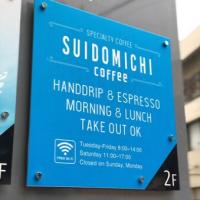 SPECIALTY COFFEE
SUIDOMICHI
coffee
HANDDRIP & ESPRESSO
MORNING & LUNCH
TAKE OUT OK
FREE Wi-Fi
Tuesday-Friday 8:00-14:00
Saturday 11:00-17:00
Closed on Sunday, Monday
2F
F